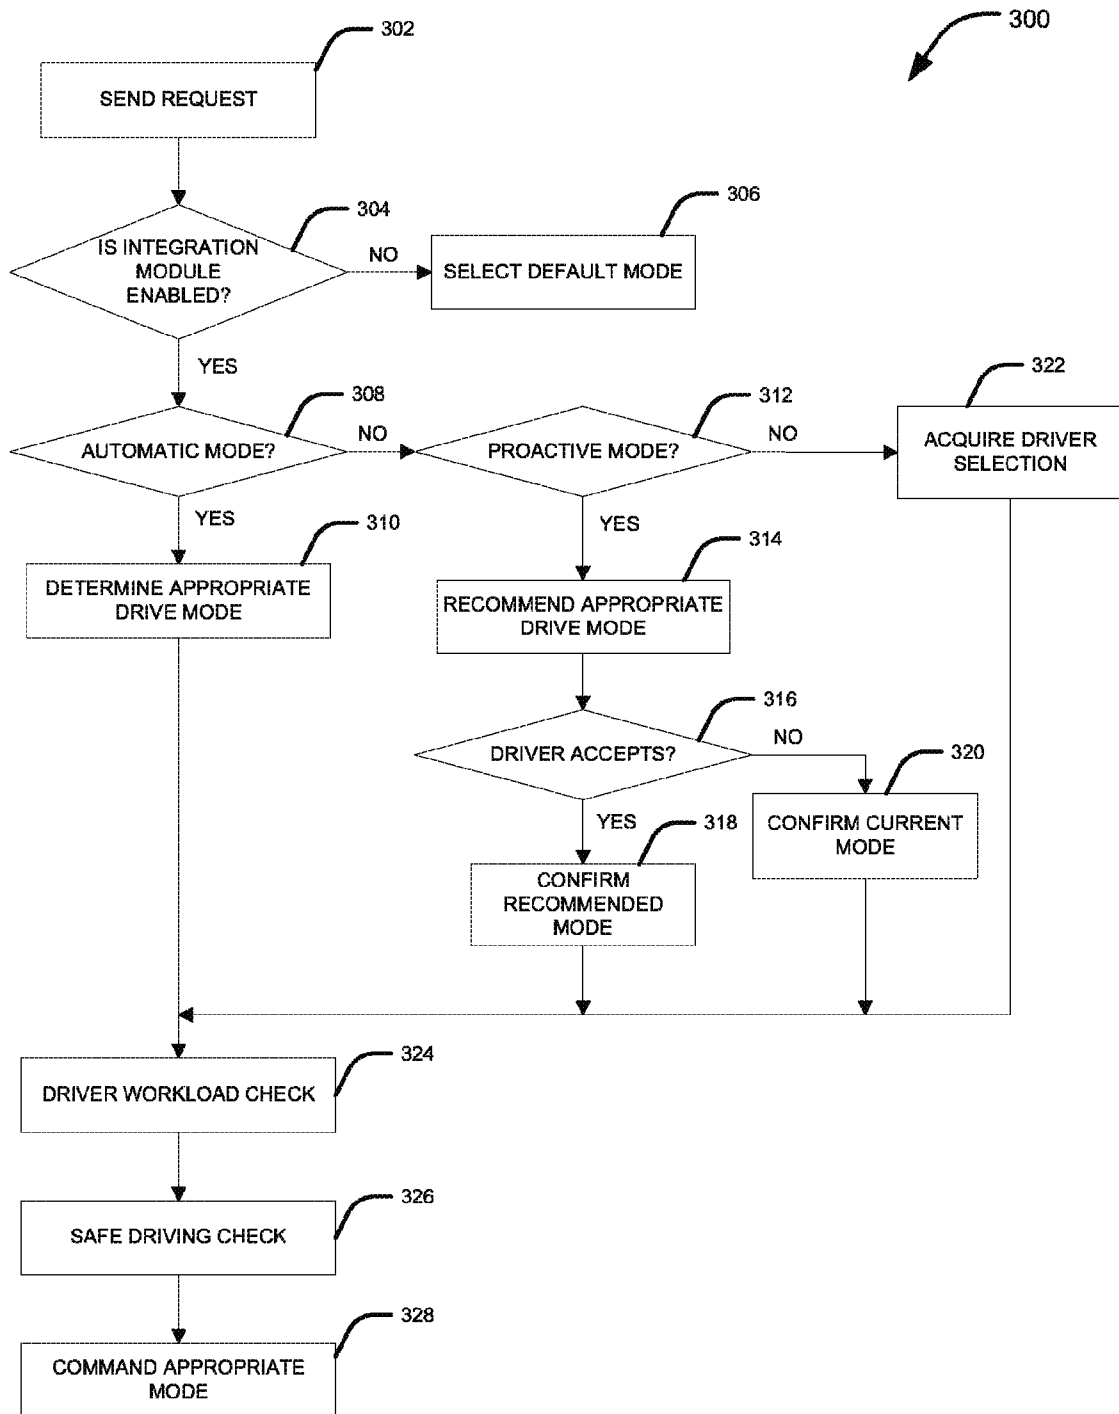 300
302
SEND REQUEST
304
IS INTEGRATION
MODULE
ENABLED?
NO
306
SELECT DEFAULT MODE
YES
308
AUTOMATIC MODE?
NO
312
PROACTIVE MODE?
NO
322
ACQUIRE DRIVER
SELECTION
YES
310
DETERMINE APPROPRIATE
DRIVE MODE
YES
314
RECOMMEND APPROPRIATE
DRIVE MODE
316
DRIVER ACCEPTS?
NO
320
CONFIRM CURRENT
MODE
YES
318
CONFIRM
RECOMMENDED
MODE
324
DRIVER WORKLOAD CHECK
326
SAFE DRIVING CHECK
328
COMMAND APPROPRIATE
MODE